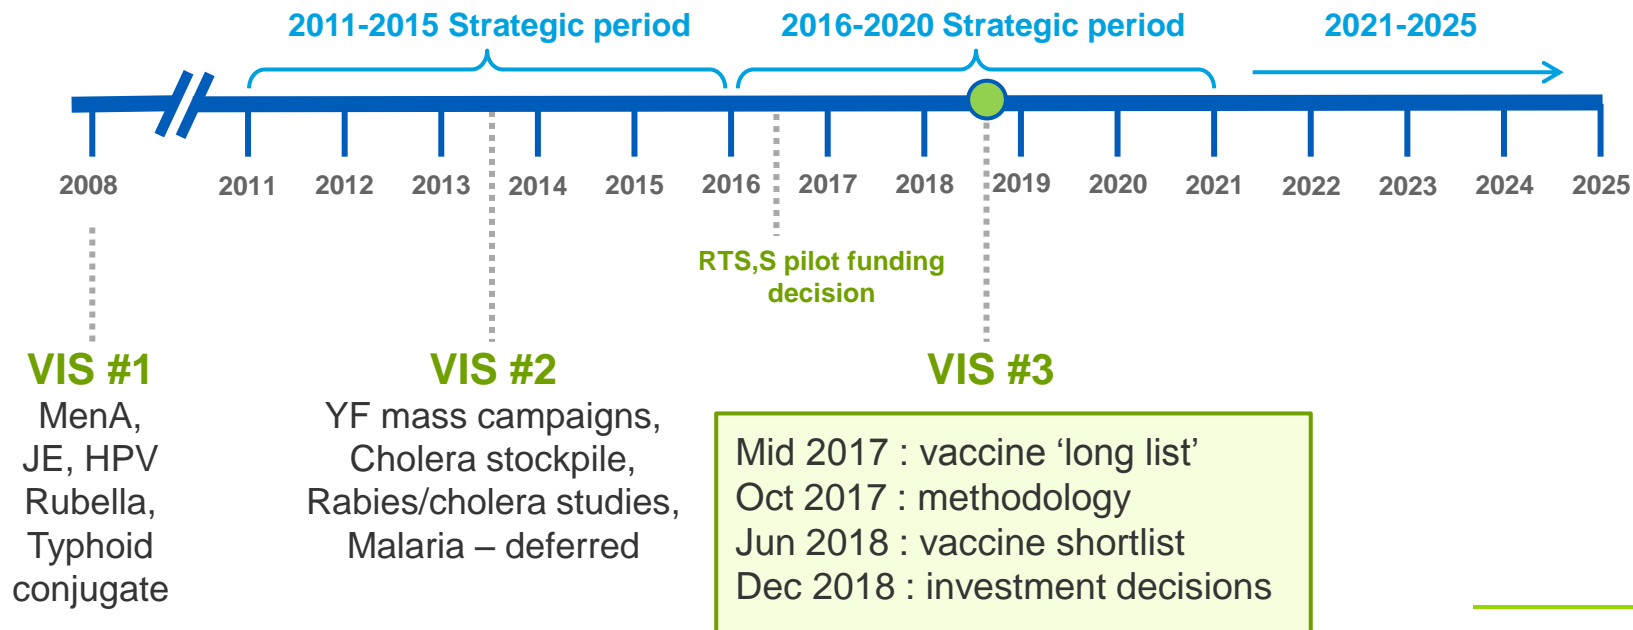 2011-2015 Strategic period
2016-2020 Strategic period
2021-2025
2008
2011
2012
2013
2014
2015
2016
2017
2018
2019
2020
2021
2022
2023
2024
2025
RTS,S pilot funding
decision
VIS #1
MenA,
JE, HPV
Rubella,
Typhoid
conjugate
VIS #2
YF mass campaigns,
Cholera stockpile,
Rabies/cholera studies,
Malaria – deferred
VIS #3
Mid 2017 : vaccine ‘long list’
Oct 2017 : methodology
Jun 2018 : vaccine shortlist
Dec 2018 : investment decisions